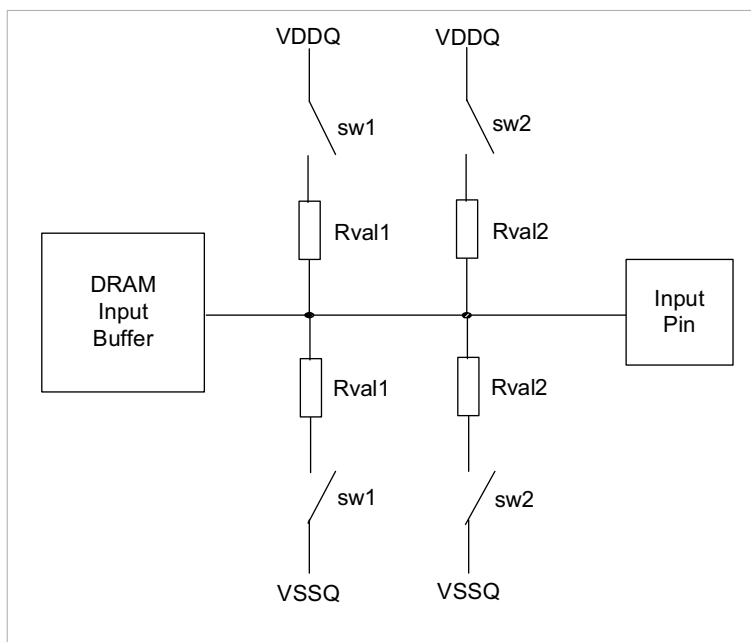 VDDQ
VDDQ
sw1
sw2
Rval1
Rval2
DRAM
Input
Buffer
Input
Pin
Rval1
Rval2
sw1
sw2
VSSQ
VSSQ